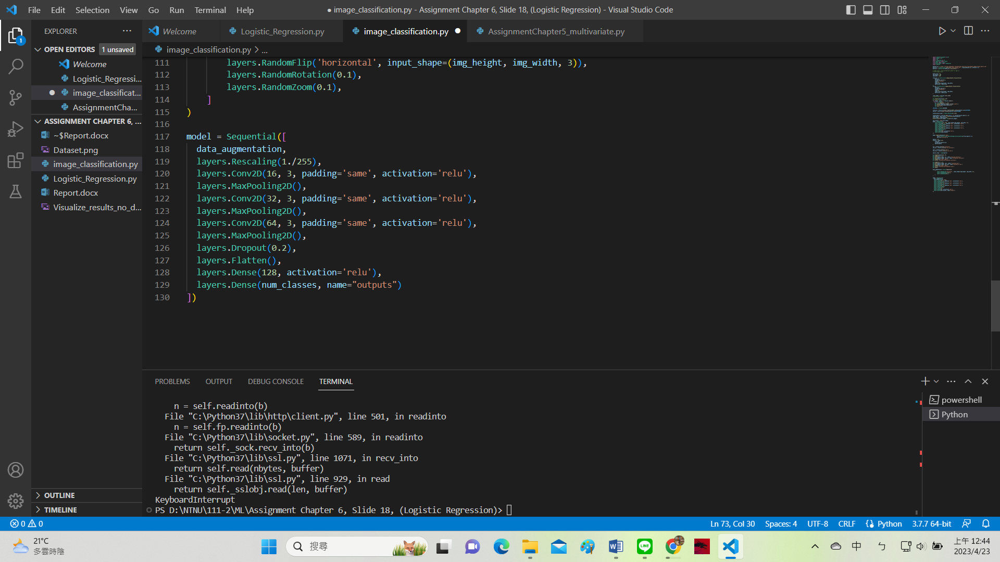 File Edit Selection View Go Run Terminal Help
● image_classification.py - Assignment Chapter 6, Slide 18, (Logistic Regression) - Visual Studio Code
EXPLORER
Welcome
Logistic_Regression.py
image_classification.py
AssignmentChapter5_multivariate.py
OPEN EDITORS 1 unsaved
Welcome
Logistic_Regressi...
image_classificat...
AssignmentCha...
ASSIGNMENT CHAPTER 6, ...
~$Report.docx
Dataset.png
image_classification.py
Logistic_Regression.py
Report.docx
Visualize_results_no_d...
OUTLINE
TIMELINE
1
image_classification.py > ...
111 layers.RandomFlip('horizontal', input_shape=(img_height, img_width, 3)),
112 layers.RandomRotation(0.1),
113 layers.RandomZoom(0.1),
114 ]
115 )
116
117 model = Sequential([
118 data_augmentation,
119 layers.Rescaling(1./255),
120 layers.Conv2D(16, 3, padding='same', activation='relu'),
121 layers.MaxPooling2D(),
122 layers.Conv2D(32, 3, padding='same', activation='relu'),
123 layers.MaxPooling2D(),
124 layers.Conv2D(64, 3, padding='same', activation='relu'),
125 layers.MaxPooling2D(),
126 layers.Dropout(0.2),
127 layers.Flatten(),
128 layers.Dense(128, activation='relu'),
129 layers.Dense(num_classes, name="outputs")
130 ])
PROBLEMS OUTPUT DEBUG CONSOLE TERMINAL
n = self.readinto(b)
File "C:\Python37\lib\http\client.py", line 501, in readinto
n = self.fp.readinto(b)
File "C:\Python37\lib\socket.py", line 589, in readinto
return self._sock.recv_into(b)
File "C:\Python37\lib\ssl.py", line 1071, in recv_into
return self.read(nbytes, buffer)
File "C:\Python37\lib\ssl.py", line 929, in read
return self._sslobj.read(len, buffer)
KeyboardInterrupt
PS D:\NTNU\111-2\ML\Assignment Chapter 6, Slide 18, (Logistic Regression)>
powershell
Python
0 0
Ln 73, Col 30 Spaces: 4 UTF-8 CRLF Python 3.7.7 64-bit
21°C
多雲時陰
搜尋
中
ㄅ
上午 12:44
2023/4/23